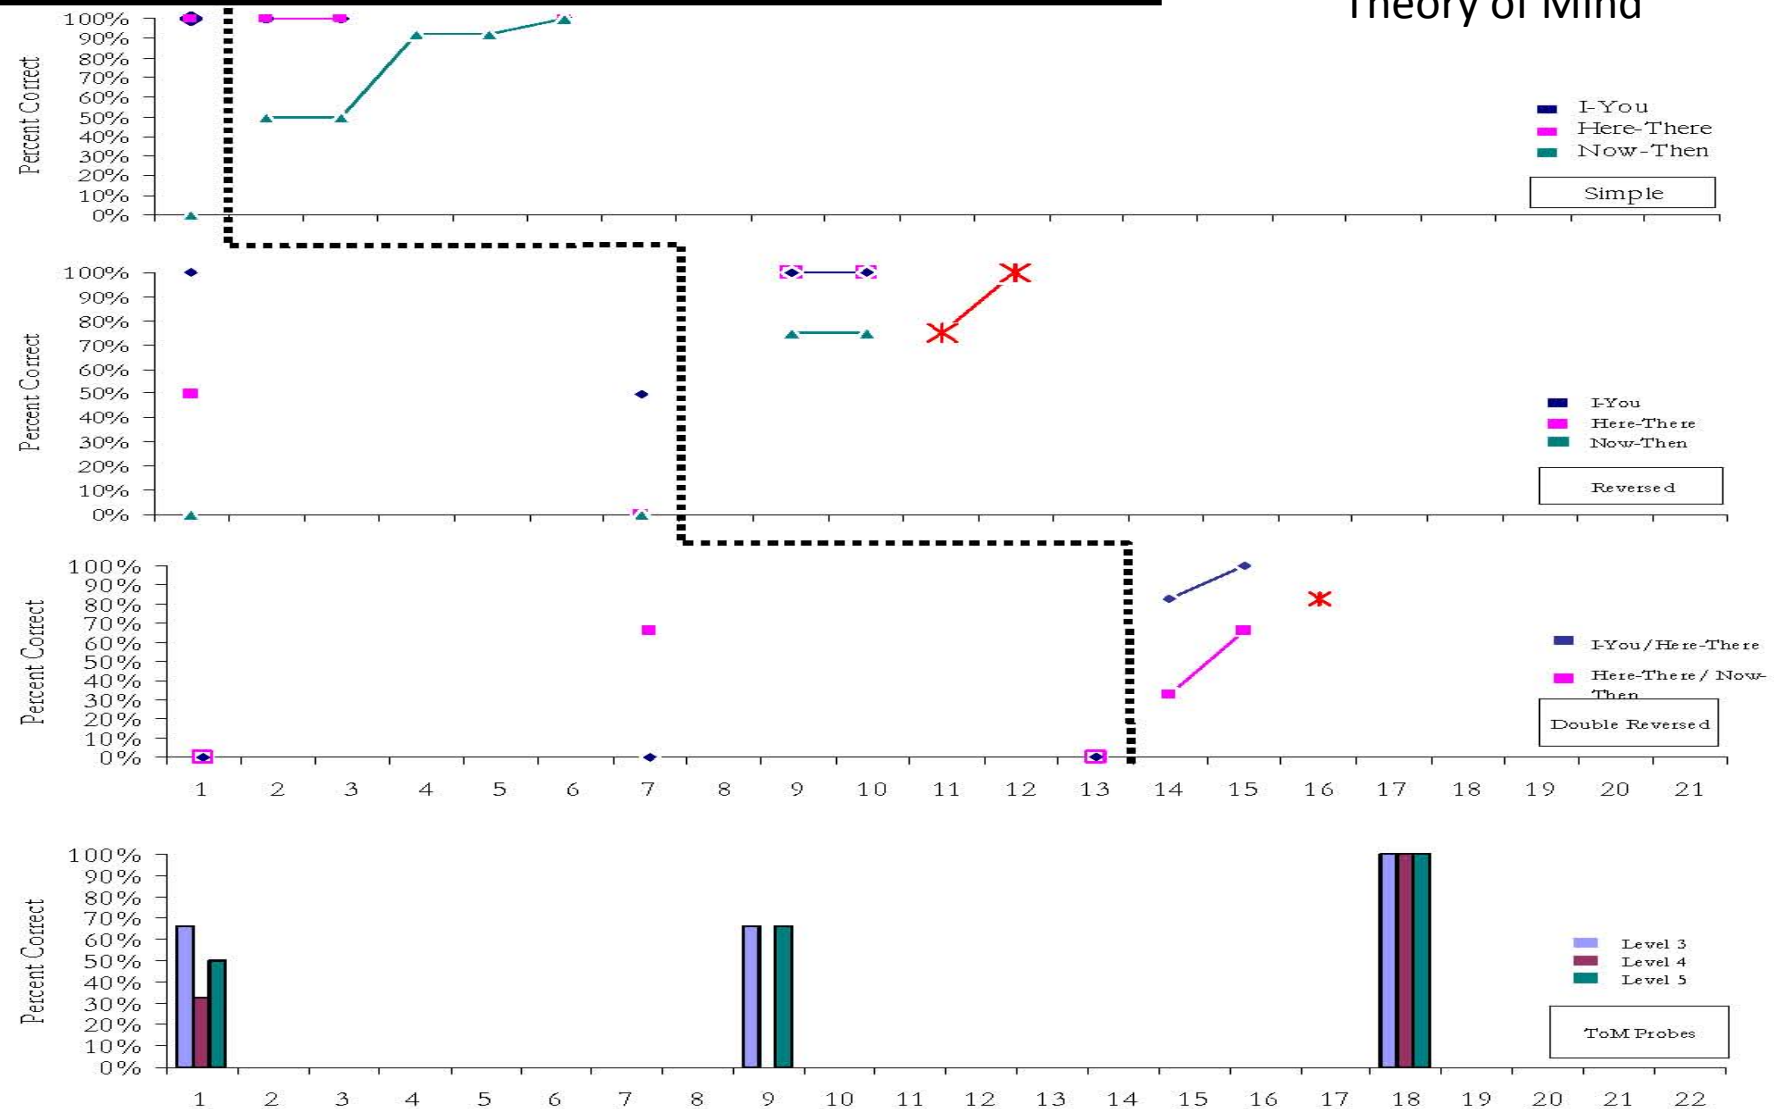 Theory of Mind
100%
90%
80%
70%
60%
50%
40%
30%
20%
10%
0%
Percent Correct
I-You
Here-There
Now-Then
Simple
100%
90%
80%
70%
60%
50%
40%
30%
20%
10%
0%
Percent Correct
I-You
Here-There
Now-Then
Reversed
100%
90%
80%
70%
60%
50%
40%
30%
20%
10%
0%
Percent Correct
I-You/Here-There
Here-There / Now-
Then
Double Reversed
1 2 3 4 5 6 7 8 9 10 11 12 13 14 15 16 17 18 19 20 21
100%
90%
80%
70%
60%
50%
40%
30%
20%
10%
0%
Percent Correct
Level 3
Level 4
Level 5
ToM Probes
1 2 3 4 5 6 7 8 9 10 11 12 13 14 15 16 17 18 19 20 21 22